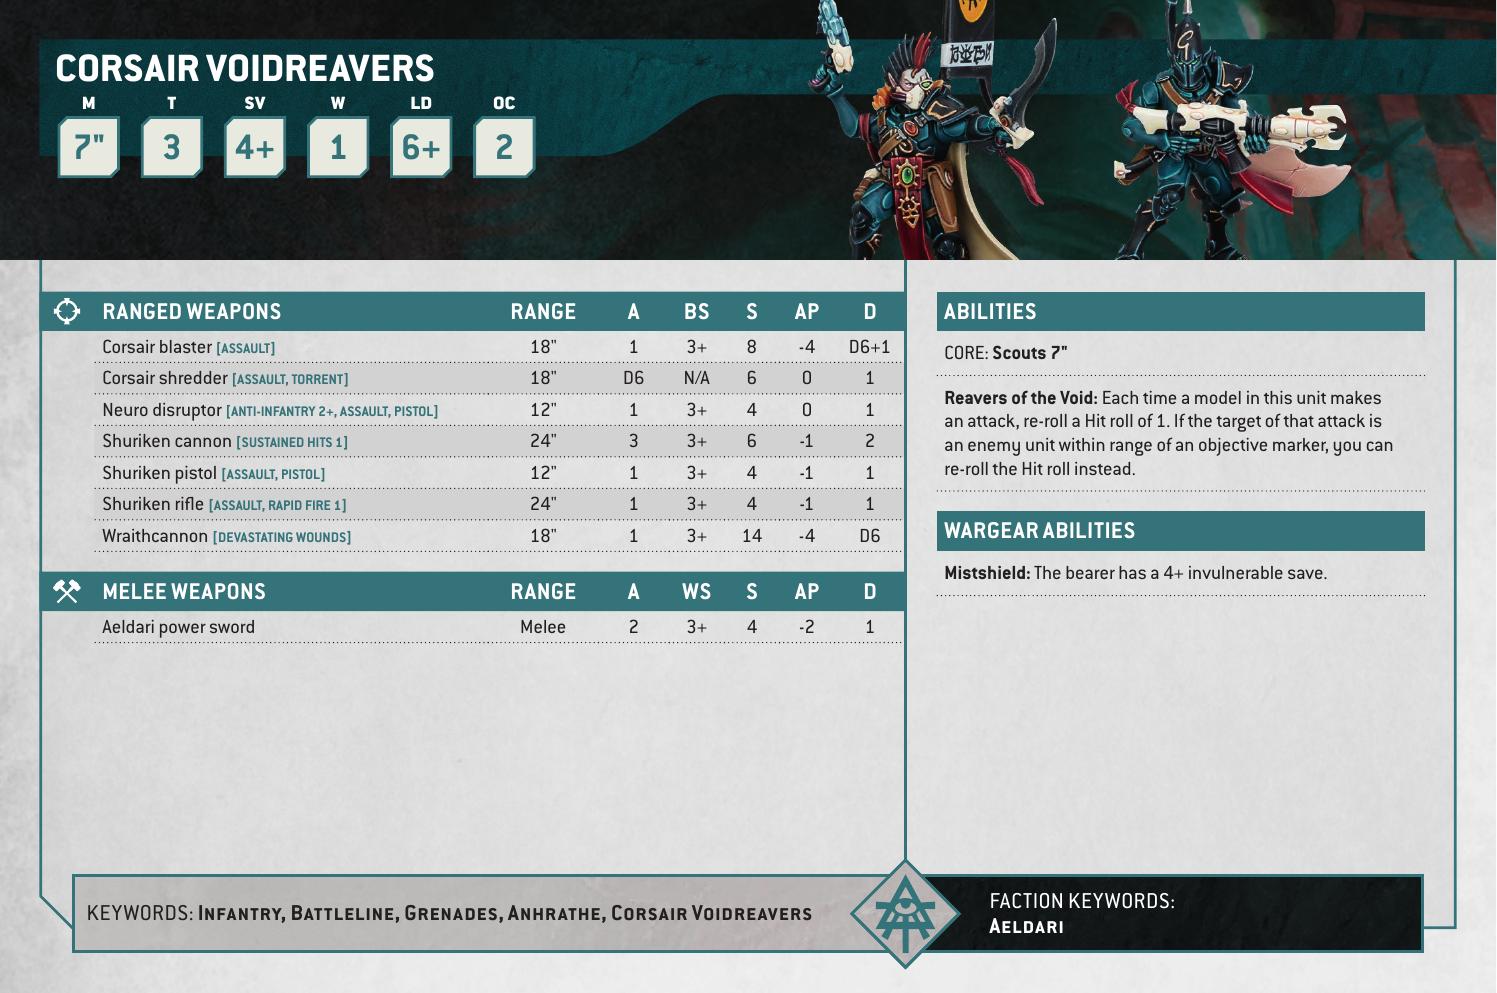 CORSAIR VOIDREAVERS
M T SV W LD OC
7" 3 4+ 1 6+ 2
RANGED WEAPONS RANGE A BS S AP D
Corsair blaster [ASSAULT] 18" 1 3+ 8 -4 D6+1
Corsair shredder [ASSAULT, TORRENT] 18" D6 N/A 6 0 1
Neuro disruptor [ANTI-INFANTRY 2+, ASSAULT, PISTOL] 12" 1 3+ 4 0 1
Shuriken cannon [SUSTAINED HITS 1] 24" 3 3+ 6 -1 2
Shuriken pistol [ASSAULT, PISTOL] 12" 1 3+ 4 -1 1
Shuriken rifle [ASSAULT, RAPID FIRE 1] 24" 1 3+ 4 -1 1
Wraithcannon [DEVASTATING WOUNDS] 18" 1 3+ 14 -4 D6
MELEE WEAPONS RANGE A WS S AP D
Aeldari power sword Melee 2 3+ 4 -2 1
ABILITIES
CORE: Scouts 7"
Reavers of the Void: Each time a model in this unit makes
an attack, re-roll a Hit roll of 1. If the target of that attack is
an enemy unit within range of an objective marker, you can
re-roll the Hit roll instead.
WARGEAR ABILITIES
Mistshield: The bearer has a 4+ invulnerable save.
KEYWORDS: INFANTRY, BATTLELINE, GRENADES, ANHRATHE, CORSAIR VOIDREAVERS
FACTION KEYWORDS:
AELDARI